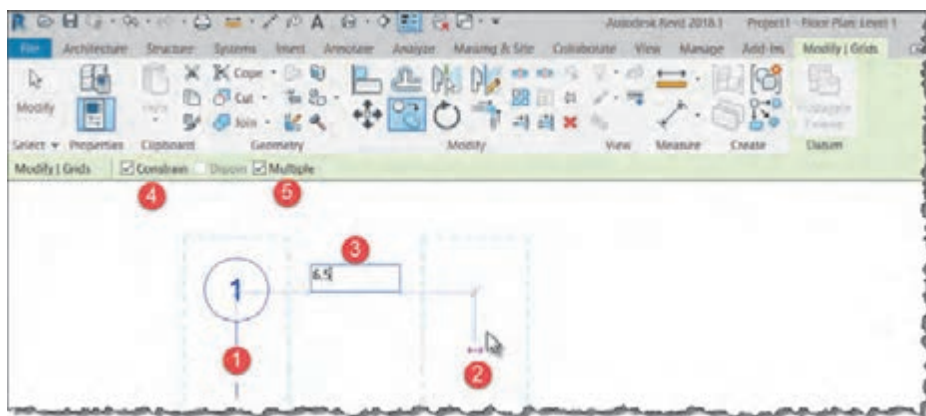 Autodesk Revit 2018.1 Project1 - Floor Plan: Level 1
File Architecture Structure Systems Insert Annotate Analyze Massing & Site Collaborate View Manage Add-Ins Modify | Grids
Modify Cope
Cut
Join
Select Properties Clipboard Geometry Modify View Measure Create Datum
Modify | Grids Constrain Disjoin Multiple
4 5
3
6.5
1
1
2